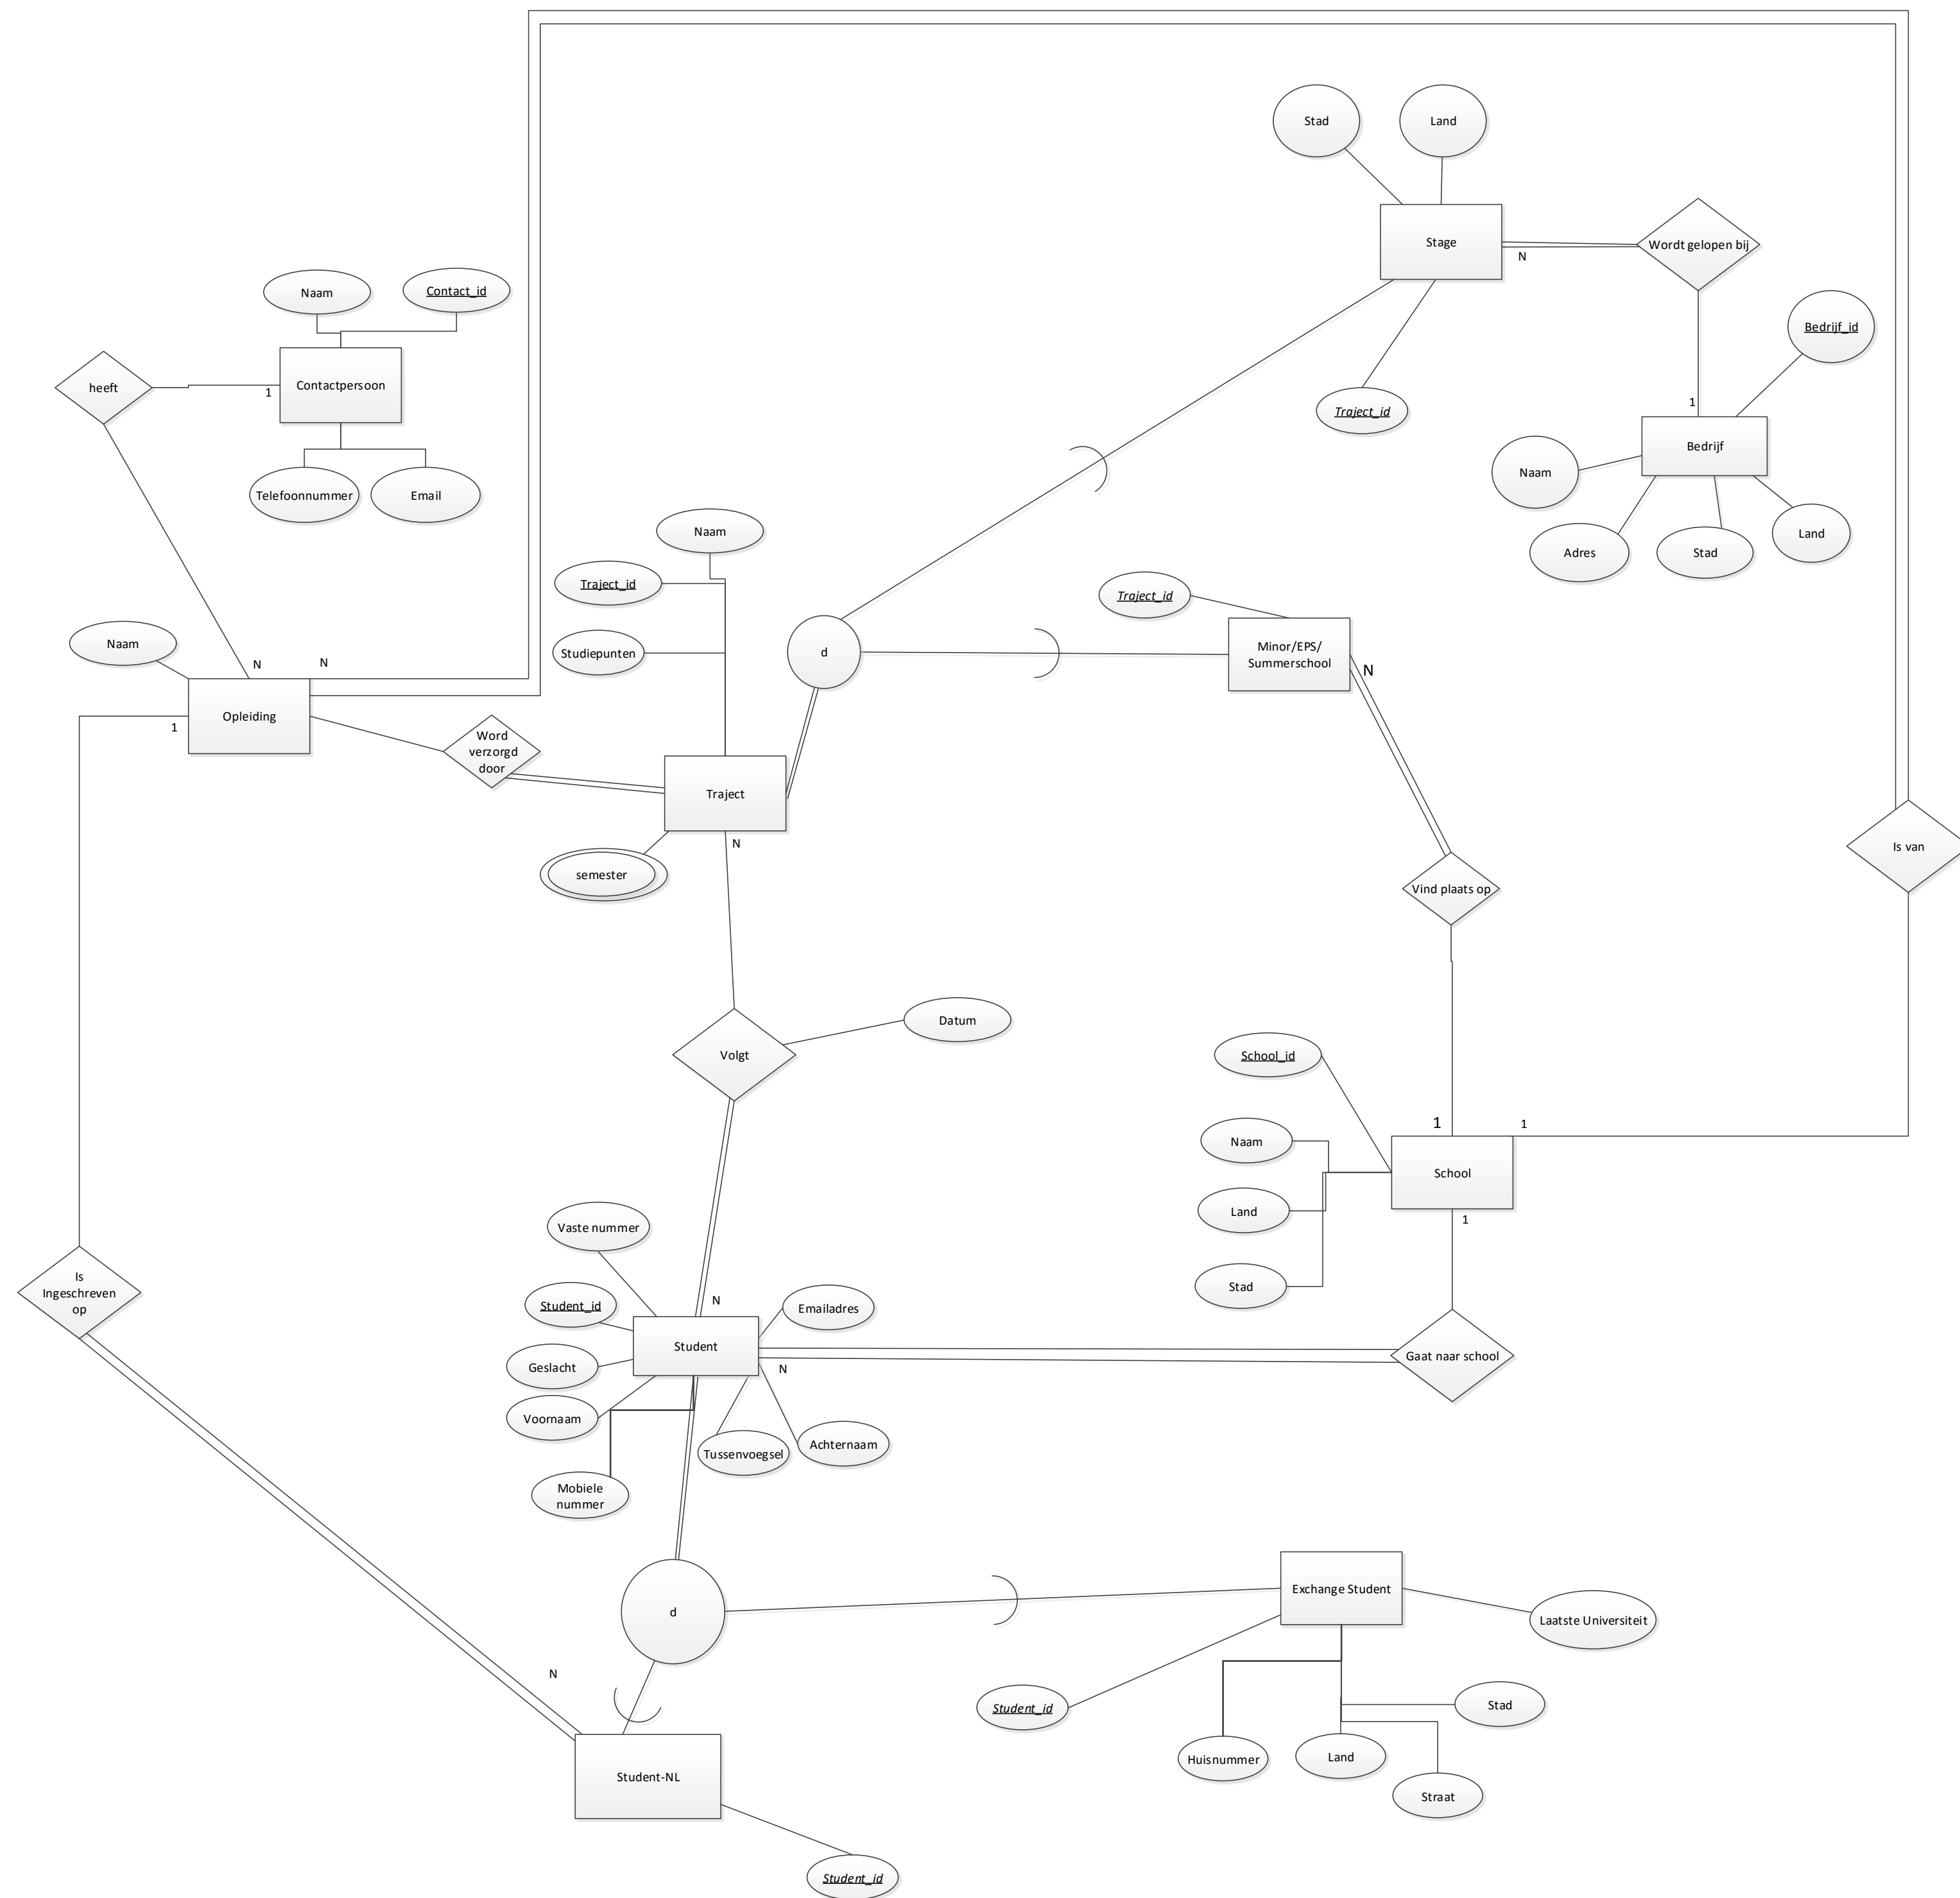 Stad
Land
Stage
Wordt gelopen bij
N
Naam
Contact_id
Bedrijf_id
heeft
Contactpersoon
1
Traject_id
1
Bedrijf
Naam
Telefoonnummer
Email
Adres
Stad
Land
Naam
Traject_id
Traject_id
Studiepunten
d
Minor/EPS/
Summerschool
Naam
N
N
N
Opleiding
1
Word
verzorgd
door
Traject
N
semester
Is van
Vind plaats op
Datum
Volgt
School_id
1
1
Naam
School
Land
1
Vaste nummer
Stad
Is
Ingeschreven
op
N
Student_id
Emailadres
Student
Gaat naar school
Geslacht
N
Voornaam
Achternaam
Tussenvoegsel
Mobiele
nummer
Exchange Student
d
Laatste Universiteit
N
Student_id
Stad
Huisnummer
Land
Straat
Student-NL
Student_id